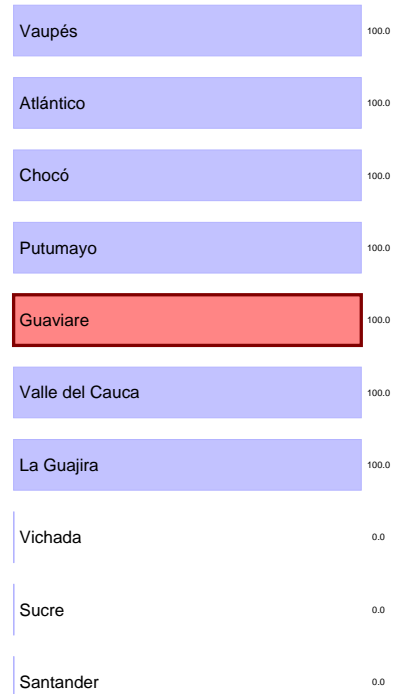 Vaupés 100.0
Atlántico 100.0
Chocó 100.0
Putumayo 100.0
Guaviare 100.0
Valle del Cauca 100.0
La Guajira 100.0
Vichada 0.0
Sucre 0.0
Santander 0.0